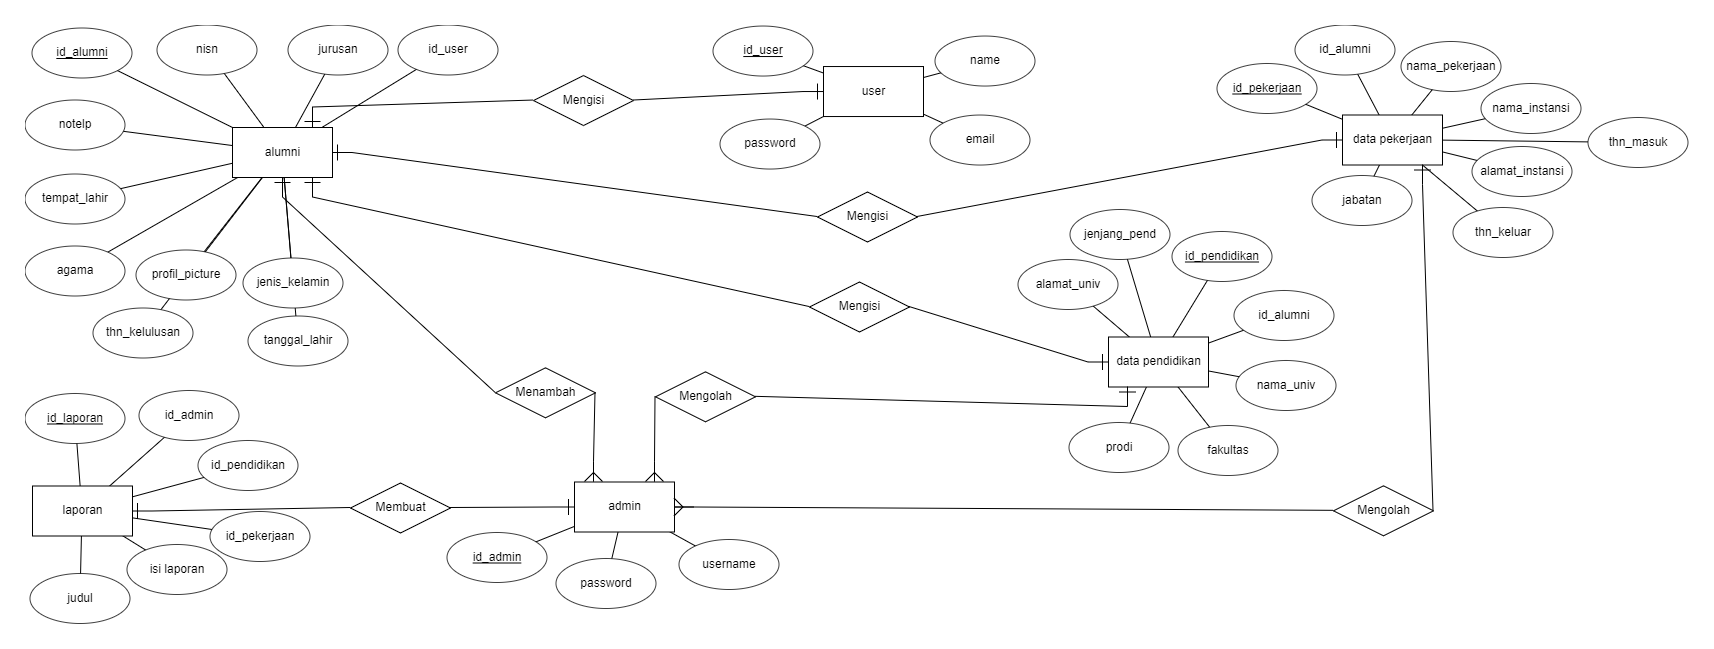 id_alumni
nisn
jurusan
id_user
notelp
alumni
tempat_lahir
agama
profil_picture
jenis_kelamin
thn_kelulusan
tanggal_lahir
Mengisi
id_user
name
user
password
email
id_alumni
nama_pekerjaan
id_pekerjaan
nama_instansi
data pekerjaan
thn_masuk
alamat_instansi
jabatan
thn_keluar
Mengisi
jenjang_pend
id_pendidikan
alamat_univ
id_alumni
Mengisi
data pendidikan
nama_univ
prodi
fakultas
Menambah
Mengolah
id_laporan
id_admin
id_pendidikan
laporan
id_pekerjaan
isi laporan
judul
Membuat
admin
id_admin
password
username
Mengolah